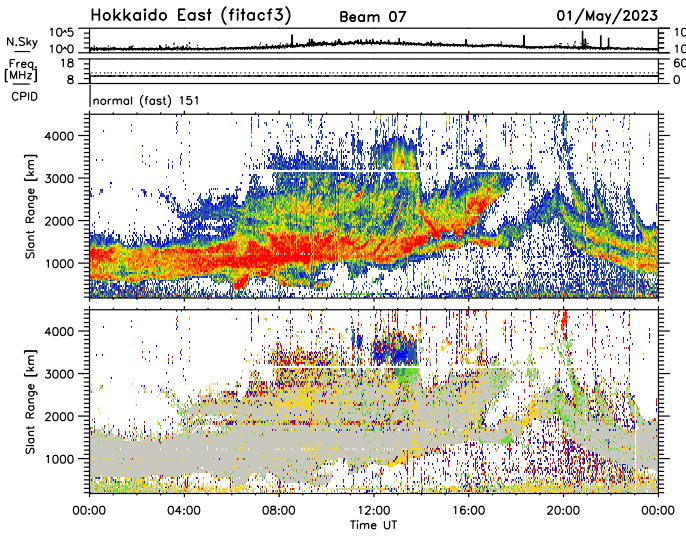 Hokkaido East (fitacf3) Beam 07 01/May/2023
N.Sky 10^5 10^0 10 10
Freq. [MHz] 18 8 60 0
CPID normal (fast) 151
Slant Range [km] 4000 3000 2000 1000
Slant Range [km] 4000 3000 2000 1000
00:00 04:00 08:00 12:00 16:00 20:00 00:00
Time UT